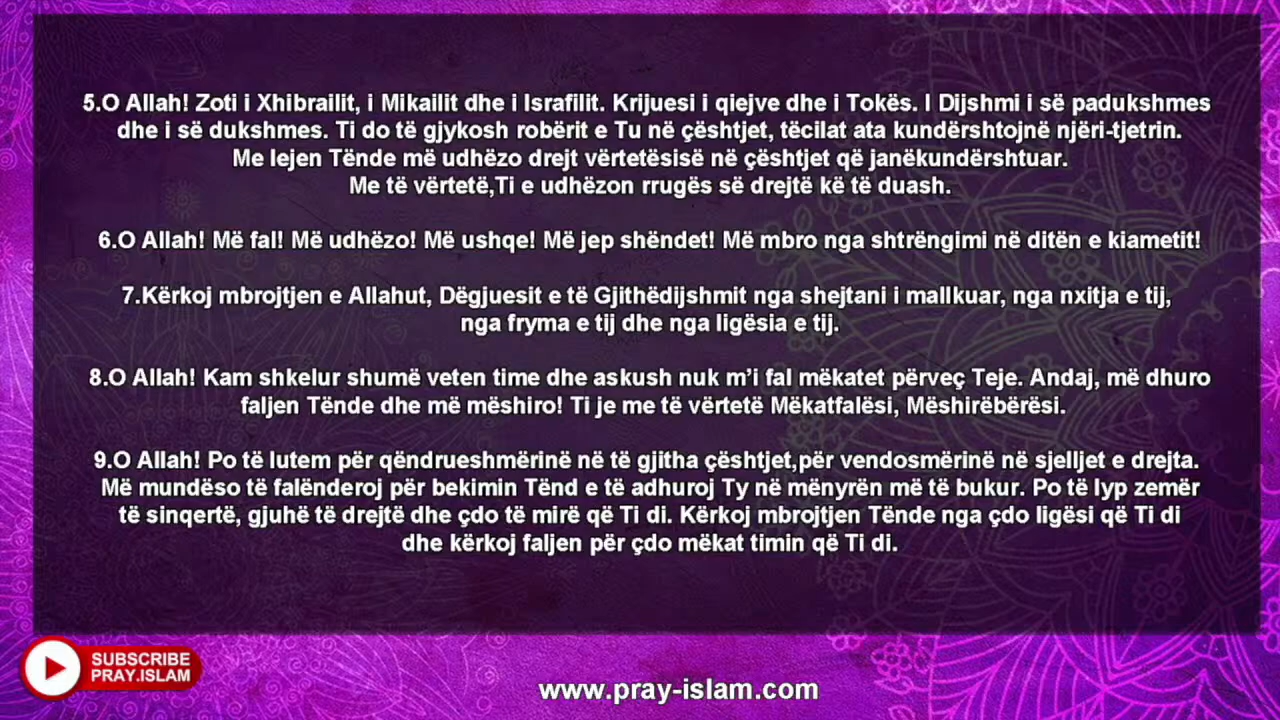 5.O Allah! Zoti i Xhibrailit, i Mikailit dhe i Israfilit. Krijuesi i qiejve dhe i Tokës. I Dijshmi i së padukshmes
dhe i së dukshmes. Ti do të gjykosh robërit e Tu në çështjet, tëcilat ata kundërshtojnë njëri-tjetrin.
Me lejen Tënde më udhëzo drejt vërtetësisë në çështjet që janëkundërshtuar.
Me të vërtetë,Ti e udhëzon rrugës së drejtë kë të duash.
6.O Allah! Më fal! Më udhëzo! Më ushqe! Më jep shëndet! Më mbro nga shtrëngimi në ditën e kiametit!
7.Kërkoj mbrojtjen e Allahut, Dëgjuesit e të Gjithëdijshmit nga shejtani i mallkuar, nga nxitja e tij,
nga fryma e tij dhe nga ligësia e tij.
8.O Allah! Kam shkelur shumë veten time dhe askush nuk m’i fal mëkatet përveç Teje. Andaj, më dhuro
faljen Tënde dhe më mëshiro! Ti je me të vërtetë Mëkatfalësi, Mëshirëbërësi.
9.O Allah! Po të lutem për qëndrueshmërinë në të gjitha çështjet,për vendosmërinë në sjelljet e drejta.
Më mundëso të falënderoj për bekimin Tënd e të adhuroj Ty në mënyrën më të bukur. Po të lyp zemër
të sinqertë, gjuhë të drejtë dhe çdo të mirë që Ti di. Kërkoj mbrojtjen Tënde nga çdo ligësi që Ti di
dhe kërkoj faljen për çdo mëkat timin që Ti di.
SUBSCRIBE
PRAY.ISLAM
www.pray-islam.com